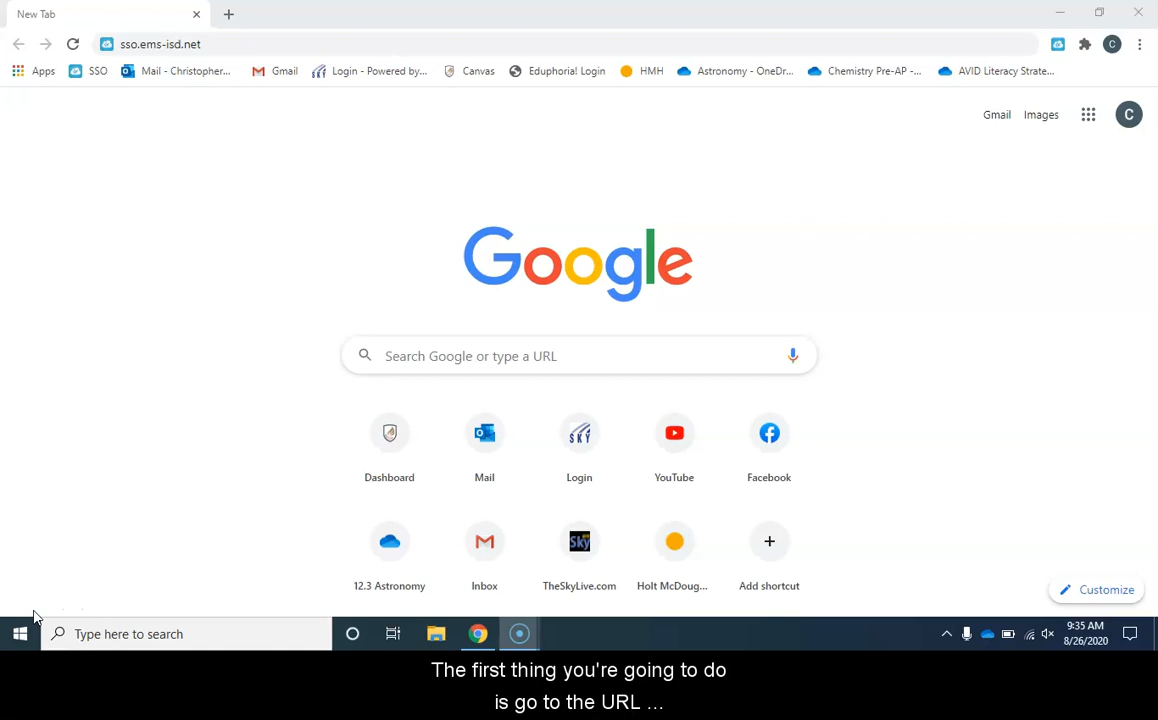 New Tab
sso.ems-isd.net
Apps SSO Mail - Christopher... Gmail Login - Powered by... Canvas Eduphoria! Login HMH Astronomy - OneDr... Chemistry Pre-AP -... AVID Literacy Strate...
C
Gmail Images C
Google
Search Google or type a URL
SKY
Dashboard Mail Login YouTube Facebook
Sky
12.3 Astronomy Inbox TheSkyLive.com Holt McDoug... Add shortcut
Customize
Type here to search
9:35 AM
8/26/2020
The first thing you're going to do
is go to the URL ...